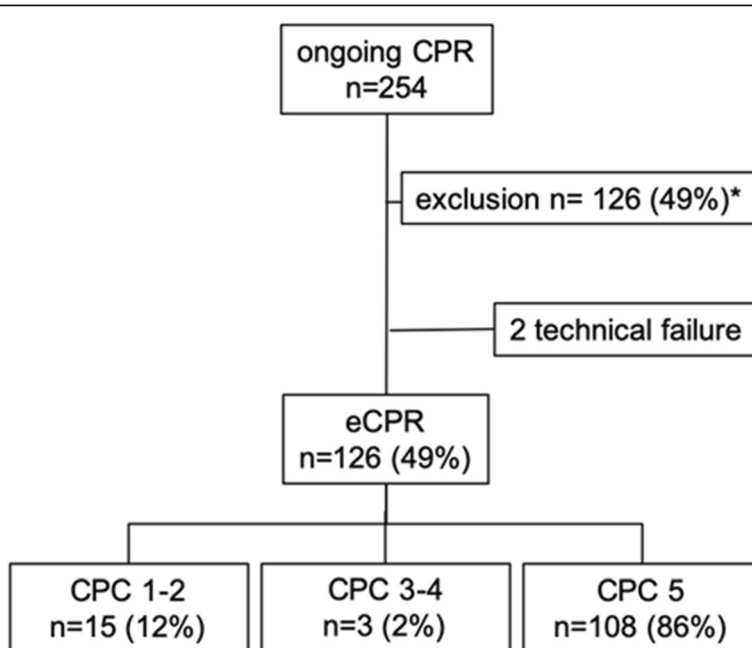 ongoing CPR
n=254
exclusion n= 126 (49%)*
2 technical failure
eCPR
n=126 (49%)
CPC 1-2
n=15 (12%)
CPC 3-4
n=3 (2%)
CPC 5
n=108 (86%)